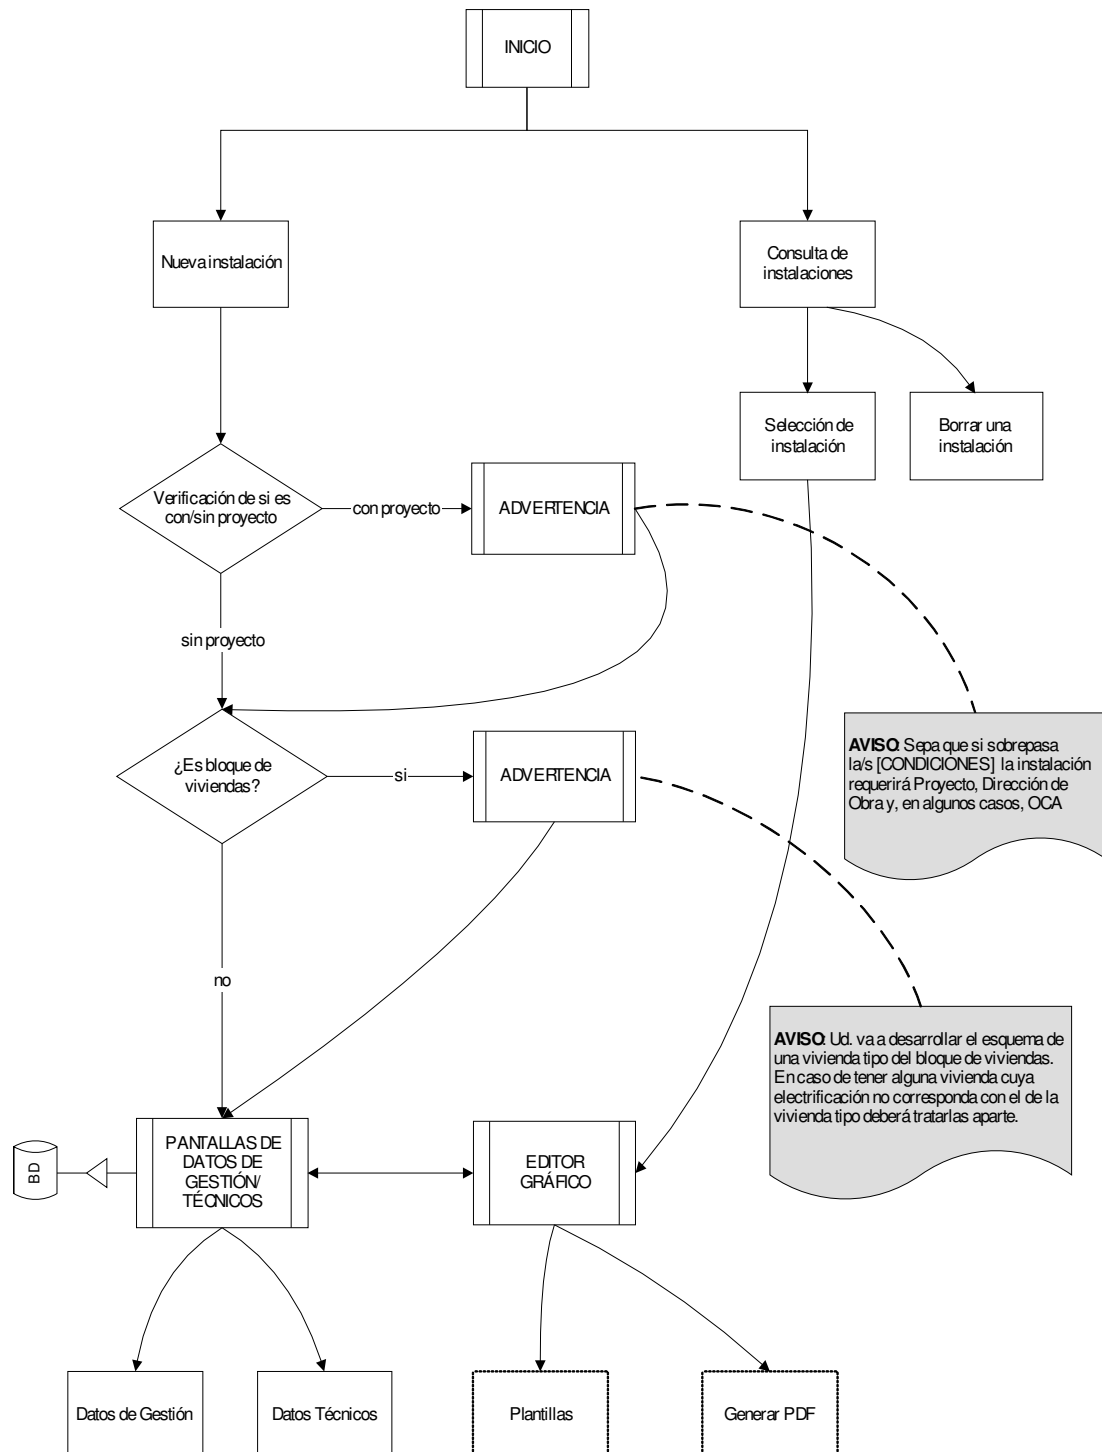 INICIO
Nueva instalación
Consulta de
instalaciones
Selección de
instalación
Borrar una
instalación
Verificación de si es
con/sin proyecto
con proyecto
ADVERTENCIA
sin proyecto
¿Es bloque de
viviendas?
si
ADVERTENCIA
AVISO: Sepa que si sobrepasa
la/s [CONDICIONES] la instalación
requerirá Proyecto, Dirección de
Obra y, en algunos casos, OCA
no
AVISO: Ud. va a desarrollar el esquema de
una vivienda tipo del bloque de viviendas.
En caso de tener alguna vivienda cuya
electrificación no corresponda con el de la
vivienda tipo deberá tratarlas aparte.
BD
PANTALLAS DE
DATOS DE
GESTIÓN/
TÉCNICOS
EDITOR
GRÁFICO
Datos de Gestión
Datos Técnicos
Plantillas
Generar PDF